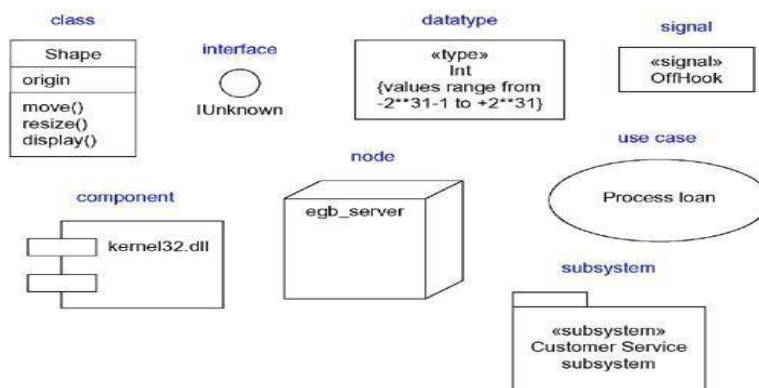 class
Shape
origin
move()
resize()
display()
interface
IUnknown
datatype
«type»
Int
{values range from
-2**31-1 to +2**31}
signal
«signal»
OffHook
use case
Process loan
node
egb_server
component
kernel32.dll
subsystem
«subsystem»
Customer Service
subsystem